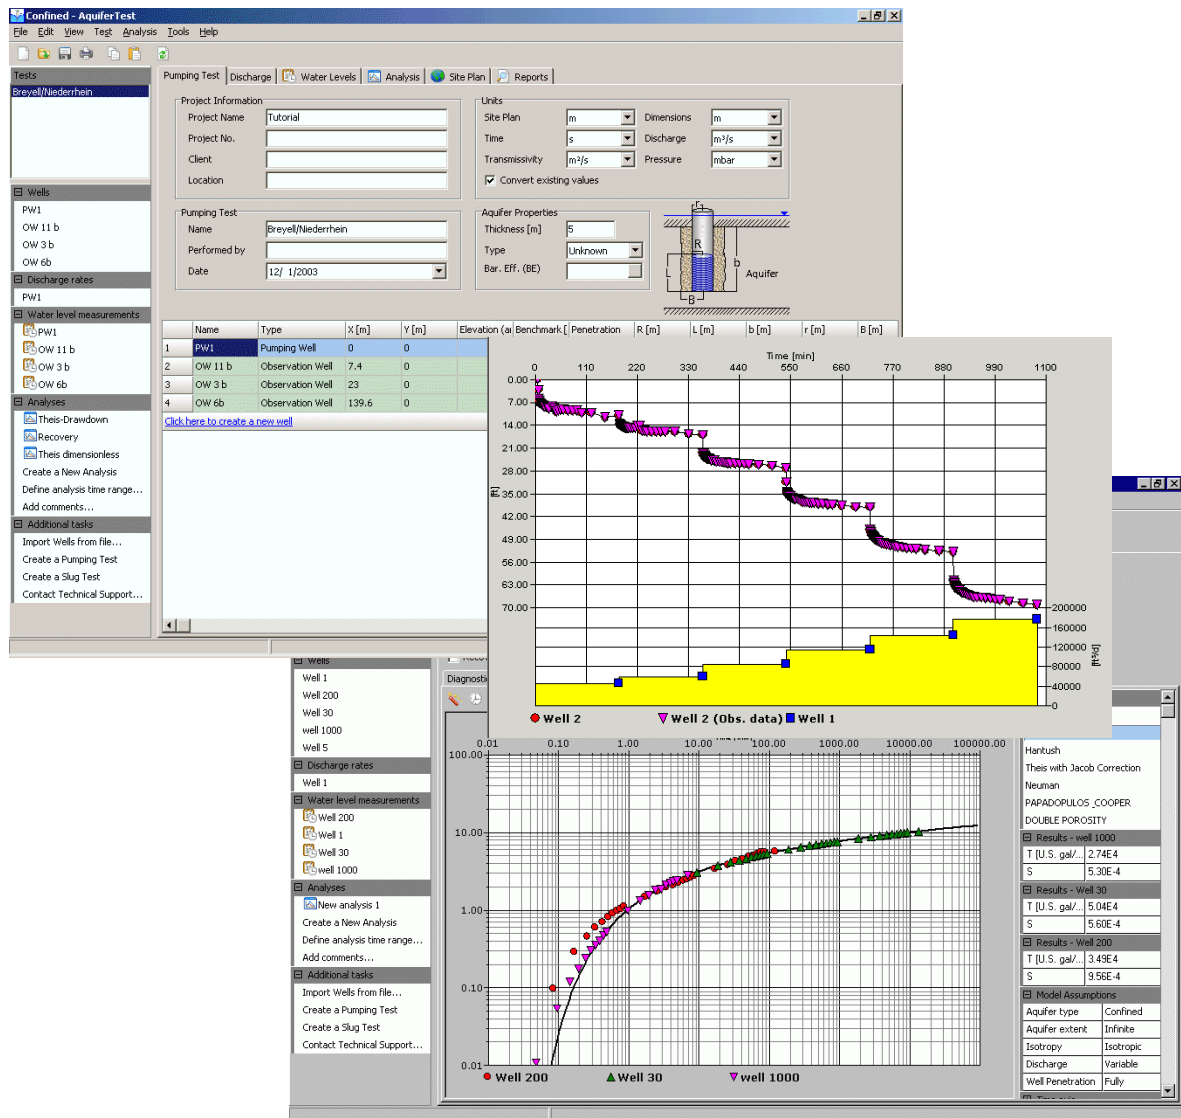 Confined - AquiferTest
File Edit View Test Analysis Tools Help
Tests
Breyell/Niederrhein
Wells
PW1
OW 11 b
OW 3 b
OW 6b
Discharge rates
PW1
Water level measurements
PW1
OW 11 b
OW 3 b
OW 6b
Analyses
Theis-Drawdown
Recovery
Theis dimensionless
Create a New Analysis
Define analysis time range...
Add comments...
Additional tasks
Import Wells from file...
Create a Pumping Test
Create a Slug Test
Contact Technical Support...
Pumping Test Discharge Water Levels Analysis Site Plan Reports
Project Information
Project Name Tutorial
Project No.
Client
Location
Units
Site Plan m Dimensions m
Time s Discharge m³/s
Transmissivity m²/s Pressure mbar
Convert existing values
Pumping Test
Name Breyell/Niederrhein
Performed by
Date 12/ 1/2003
Aquifer Properties
Thickness [m] 5
Type Unknown
Bar. Eff. (BE)
r
R
L
b
B
Aquifer
Name Type X [m] Y [m] Elevation (a Benchmark [ Penetration R [m] L [m] b [m] r [m] B [m]
1 PW1 Pumping Well 0 0
2 OW 11 b Observation Well 7.4 0
3 OW 3 b Observation Well 23 0
4 OW 6b Observation Well 139.6 0
Click here to create a new well
Time [min]
0 110 220 330 440 550 660 770 880 990 1100
0.00
7.00
14.00
21.00
28.00
35.00
42.00
49.00
56.00
63.00
70.00
[ft]
200000
160000
120000
80000
40000
0
[ft³/d]
Well 2 Well 2 (Obs. data) Well 1
Wells
Well 1
Well 200
Well 30
well 1000
Well 5
Discharge rates
Well 1
Water level measurements
Well 200
Well 1
Well 30
well 1000
Analyses
New analysis 1
Create a New Analysis
Define analysis time range...
Add comments...
Additional tasks
Import Wells from file...
Create a Pumping Test
Create a Slug Test
Contact Technical Support...
Diagnosti
0.01 0.10 1.00 10.00 100.00 1000.00 10000.00 100000.00
100.00
10.00
1.00
0.10
0.01
Well 200 Well 30 well 1000
Hantush
Theis with Jacob Correction
Neuman
PAPADOPULOS_COOPER
DOUBLE POROSITY
Results - well 1000
T [U.S. gal/... 2.74E4
S 5.30E-4
Results - Well 30
T [U.S. gal/... 5.04E4
S 5.60E-4
Results - Well 200
T [U.S. gal/... 3.49E4
S 9.56E-4
Model Assumptions
Aquifer type Confined
Aquifer extent Infinite
Isotropy Isotropic
Discharge Variable
Well Penetration Fully